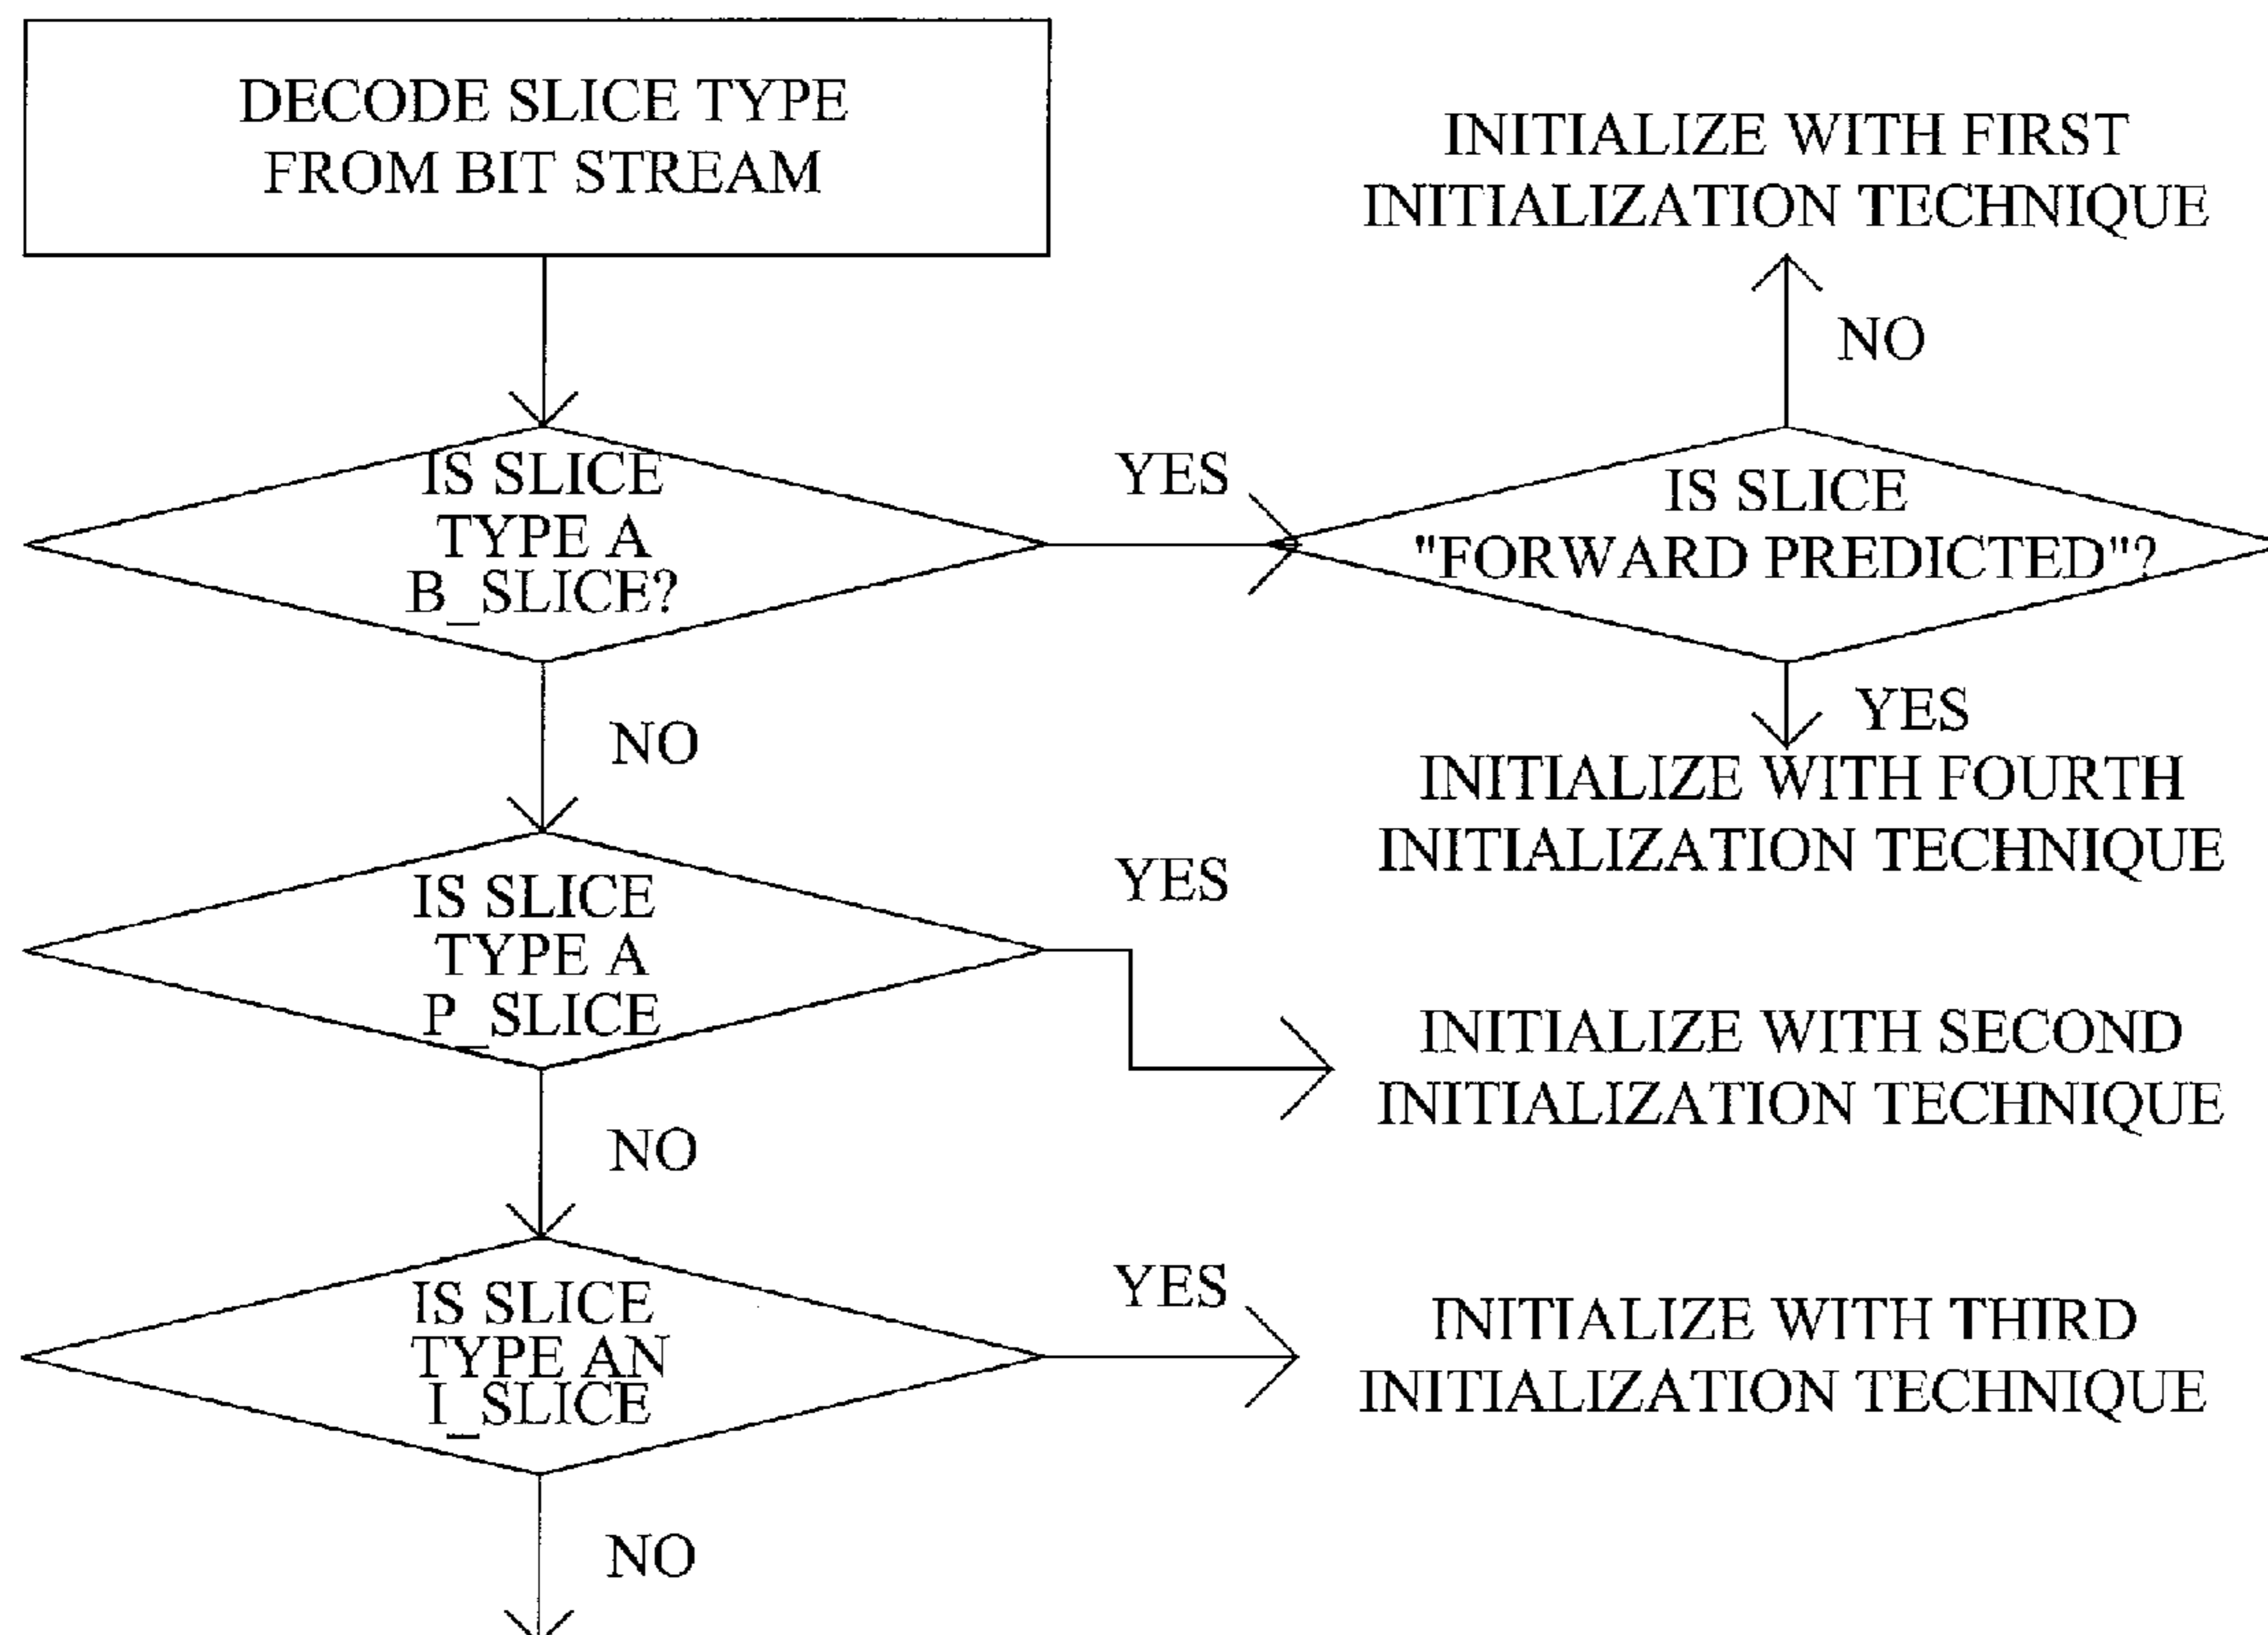 DECODE SLICE TYPE
FROM BIT STREAM
INITIALIZE WITH FIRST
INITIALIZATION TECHNIQUE
NO
IS SLICE
TYPE A
B_SLICE?
YES
IS SLICE
"FORWARD PREDICTED"?
NO
YES
INITIALIZE WITH FOURTH
INITIALIZATION TECHNIQUE
IS SLICE
TYPE A
P_SLICE
YES
INITIALIZE WITH SECOND
INITIALIZATION TECHNIQUE
NO
IS SLICE
TYPE AN
I_SLICE
YES
INITIALIZE WITH THIRD
INITIALIZATION TECHNIQUE
NO